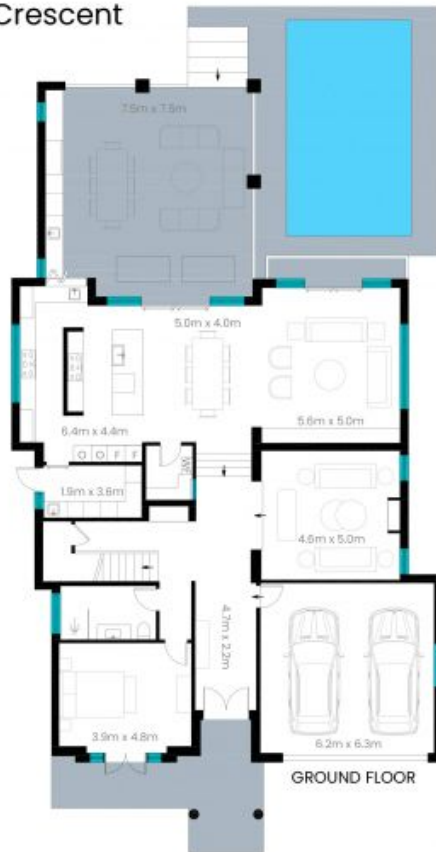 Crescent
7.5m x 7.5m
5.0m x 4.0m
6.4m x 4.4m
5.6m x 5.0m
O O F F
1.9m x 3.6m
4.6m x 5.0m
4.7m x 2.2m
3.9m x 4.8m
6.2m x 6.3m
GROUND FLOOR